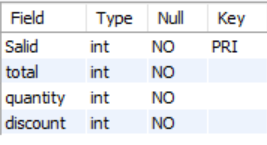 Field Type Null Key
Salid int NO PRI
total int NO
quantity int NO
discount int NO